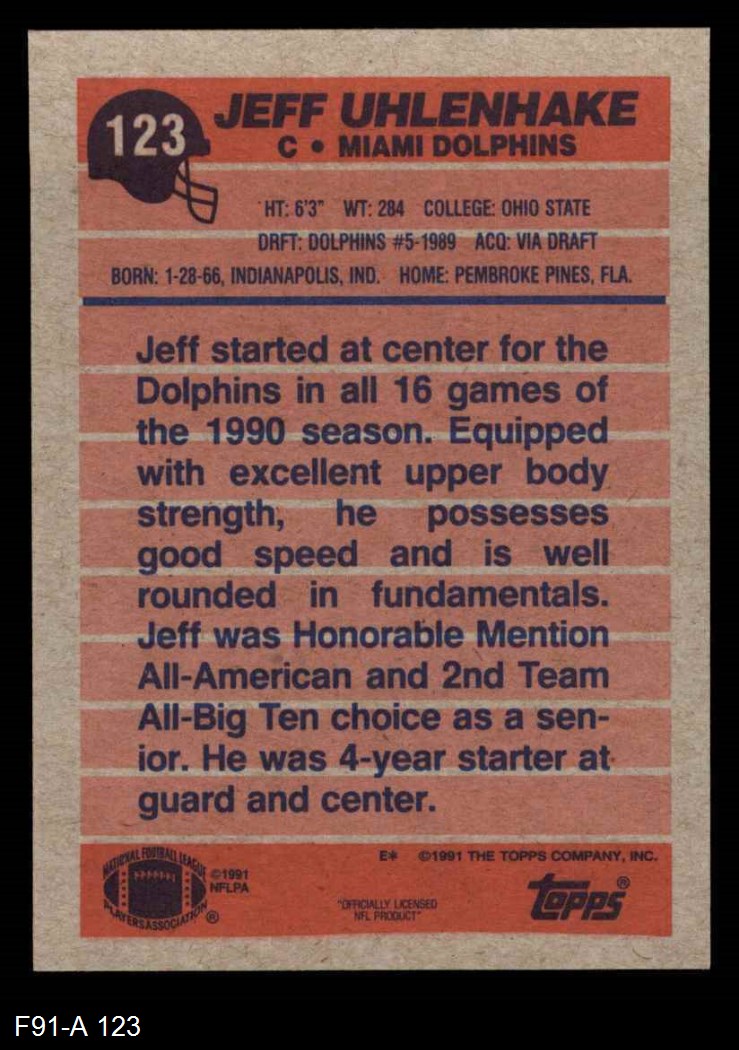 123
JEFF UHLENHAKE
C • MIAMI DOLPHINS
HT: 6'3" WT: 284 COLLEGE: OHIO STATE
DRFT: DOLPHINS #5-1989 ACQ: VIA DRAFT
BORN: 1-28-66, INDIANAPOLIS, IND. HOME: PEMBROKE PINES, FLA.
Jeff started at center for the
Dolphins in all 16 games of
the 1990 season. Equipped
with excellent upper body
strength, he possesses
good speed and is well
rounded in fundamentals.
Jeff was Honorable Mention
All-American and 2nd Team
All-Big Ten choice as a sen-
ior. He was 4-year starter at
guard and center.
E* ©1991 THE TOPPS COMPANY, INC.
NATIONAL FOOTBALL LEAGUE
PLAYERS ASSOCIATION ®
©1991
NFLPA
"OFFICIALLY LICENSED
NFL PRODUCT"
topps®
F91-A 123